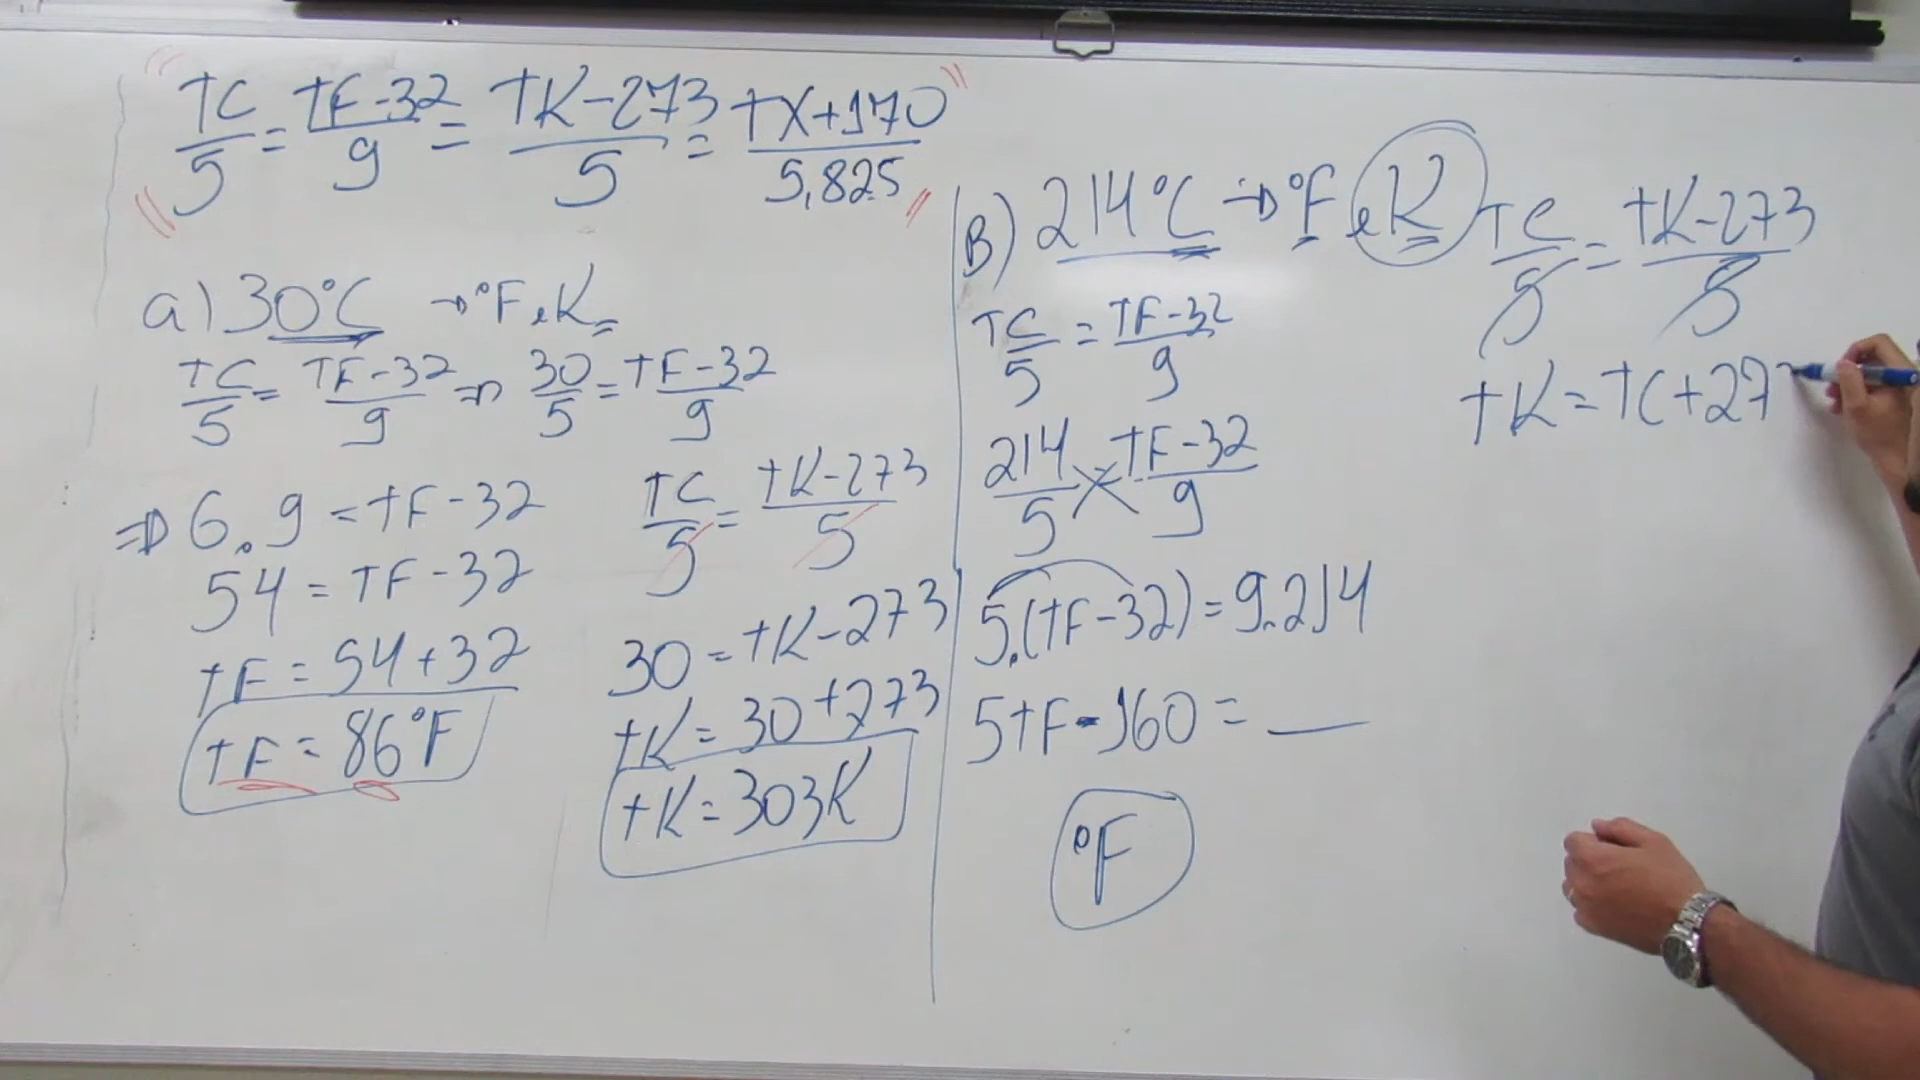 " TC/5 = TF-32/9 = TK-273/5 = TX+170/5,825 "
a) 30°C → °F e K
TC/5 = TF-32/9 ⇒ 30/5 = TF-32/9
⇒ 6.9 = TF-32
54 = TF-32
TF = 54+32
TF = 86°F
TC/5 = TK-273/5
30 = TK-273
TK = 30+273
TK = 303K
B) 214°C → °F e K
TC/5 = TF-32/9
214/5 = TF-32/9
5.(TF-32) = 9.214
5TF-160 = __
°F
TC/5 = TK-273/5
TK = TC+27